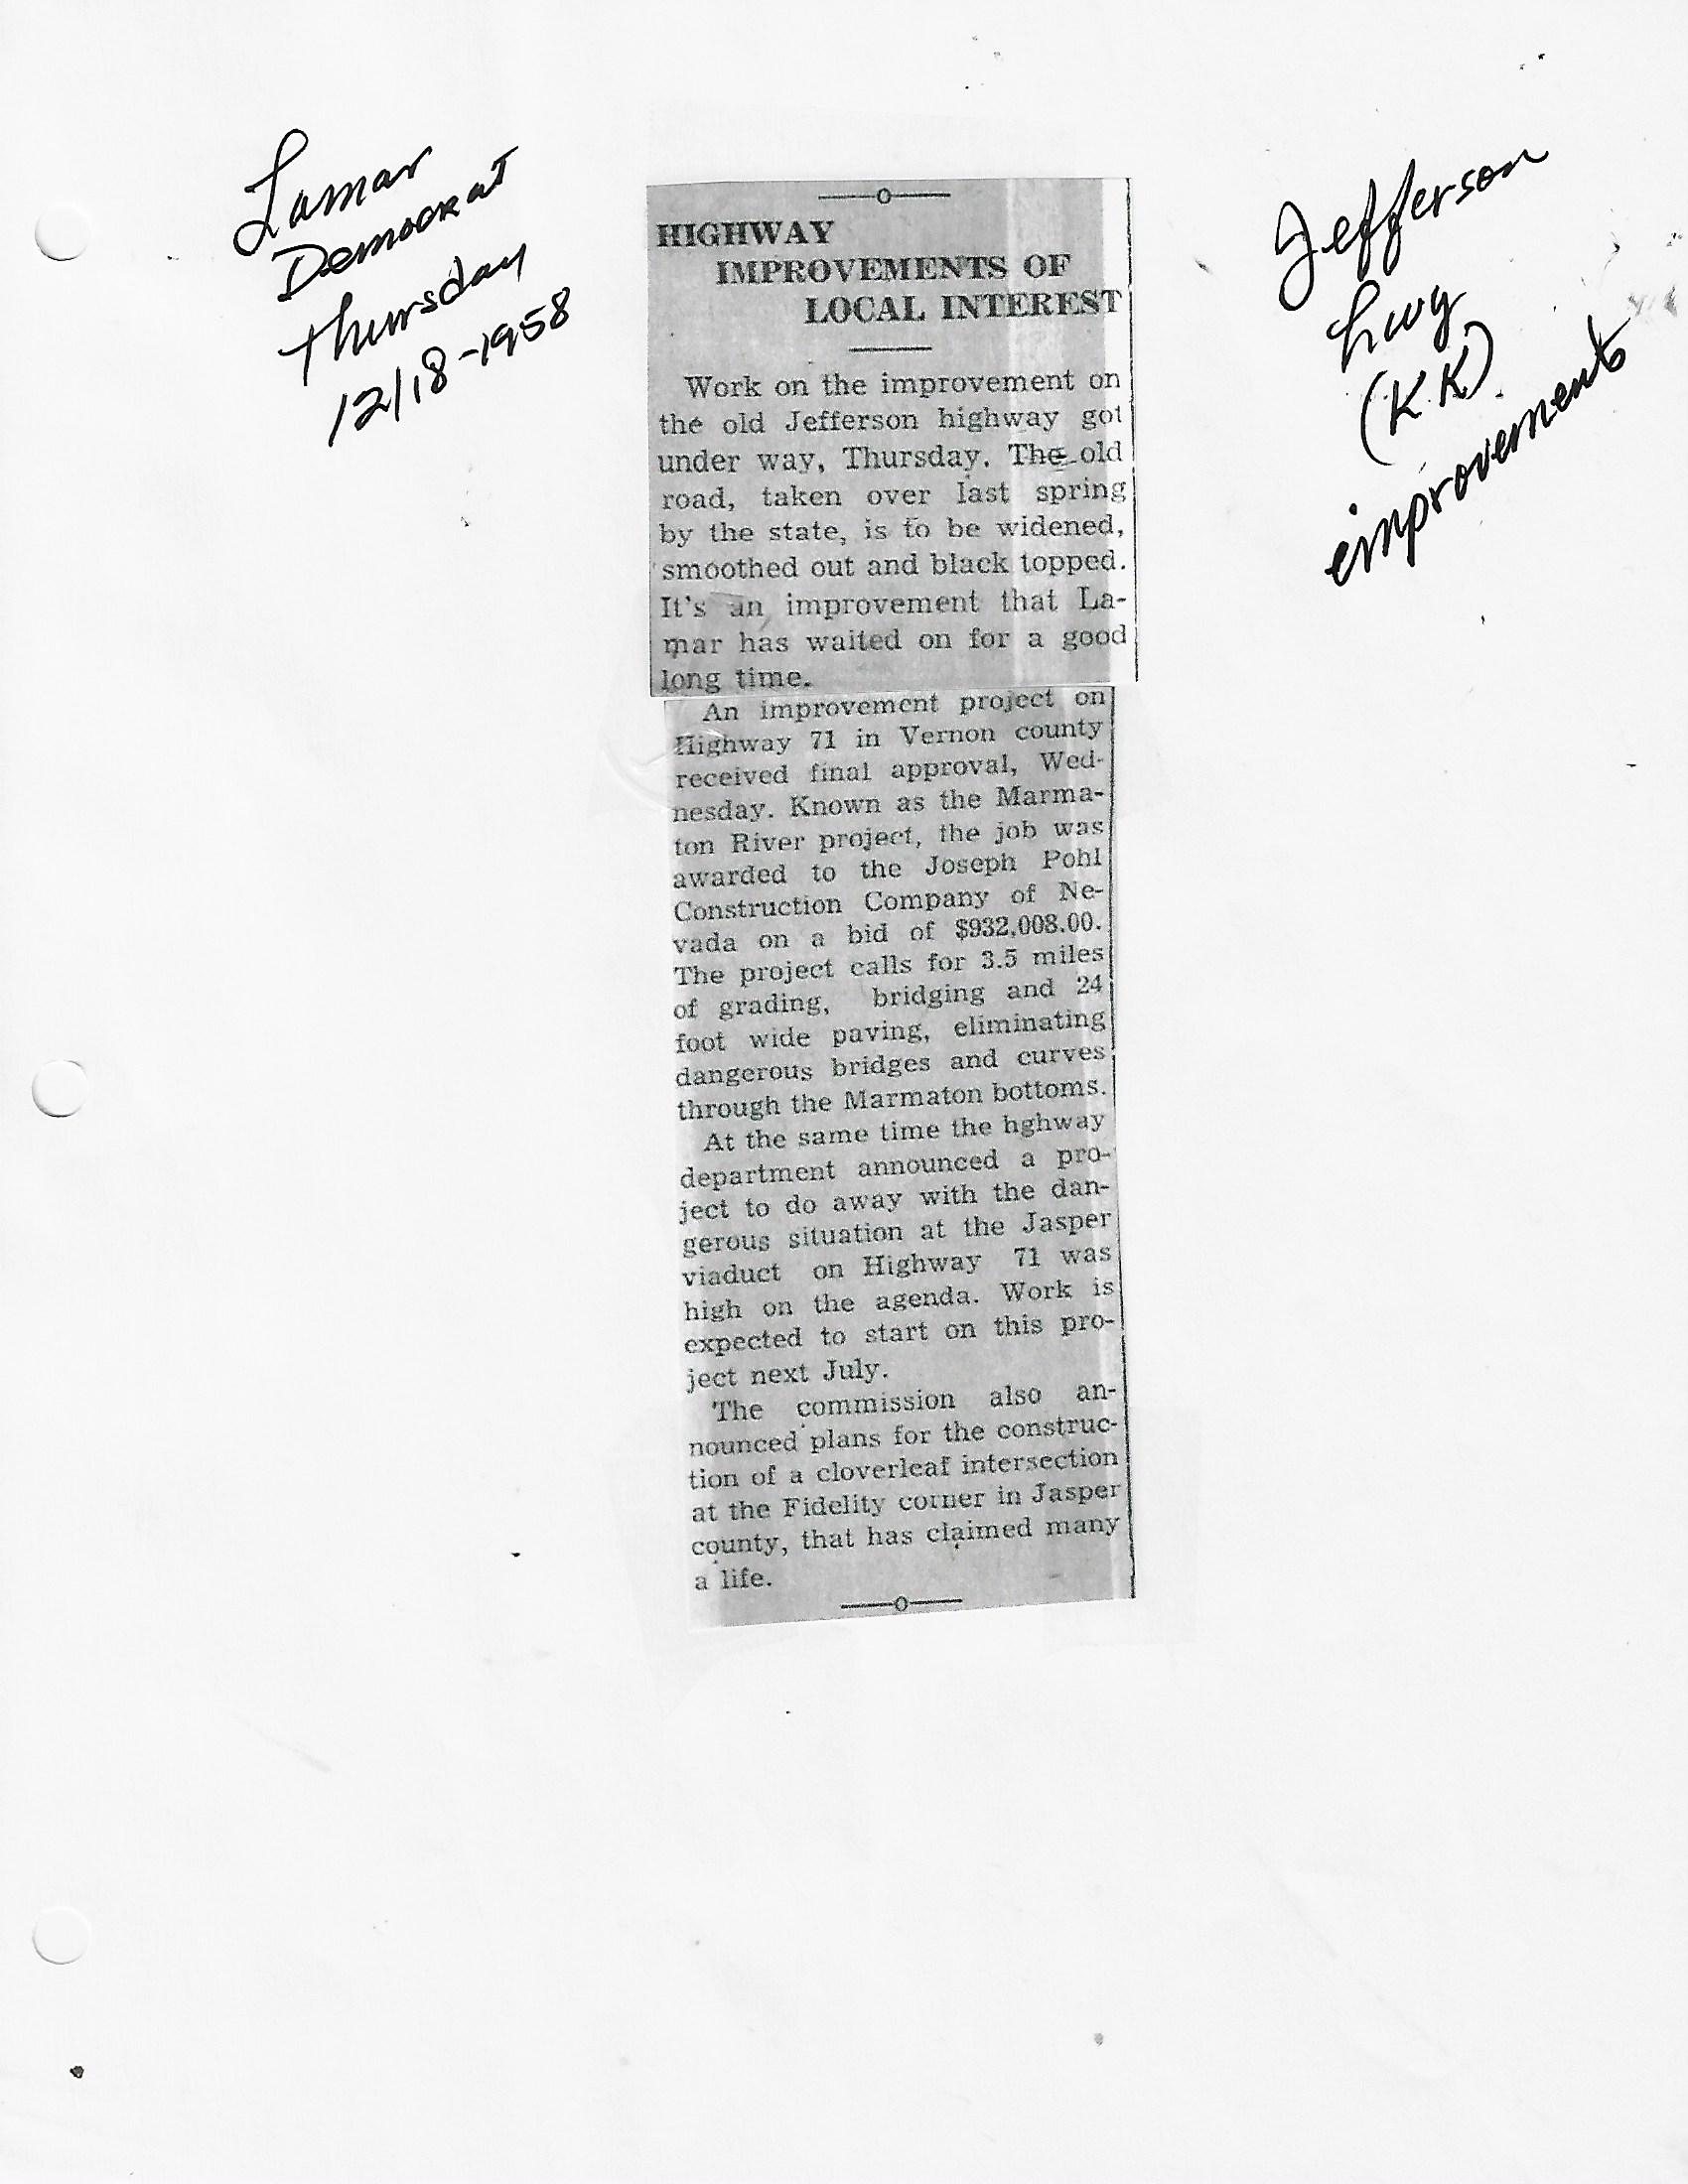 Lamar
Democrat
Thursday
12/18-1958
Jefferson
hwy
(KK)
improvements
—o—
HIGHWAY
IMPROVEMENTS OF
LOCAL INTEREST
Work on the improvement on
the old Jefferson highway got
under way, Thursday. The old
road, taken over last spring
by the state, is to be widened,
smoothed out and black topped.
It's an improvement that La-
mar has waited on for a good
long time.
An improvement project on
Highway 71 in Vernon county
received final approval, Wed-
nesday. Known as the Marma-
ton River project, the job was
awarded to the Joseph Pohl
Construction Company of Ne-
vada on a bid of $932,008.00.
The project calls for 3.5 miles
of grading, bridging and 24
foot wide paving, eliminating
dangerous bridges and curves
through the Marmaton bottoms.
At the same time the hghway
department announced a pro-
ject to do away with the dan-
gerous situation at the Jasper
viaduct on Highway 71 was
high on the agenda. Work is
expected to start on this pro-
ject next July.
The commission also an-
nounced plans for the construc-
tion of a cloverleaf intersection
at the Fidelity corner in Jasper
county, that has claimed many
a life.
—o—